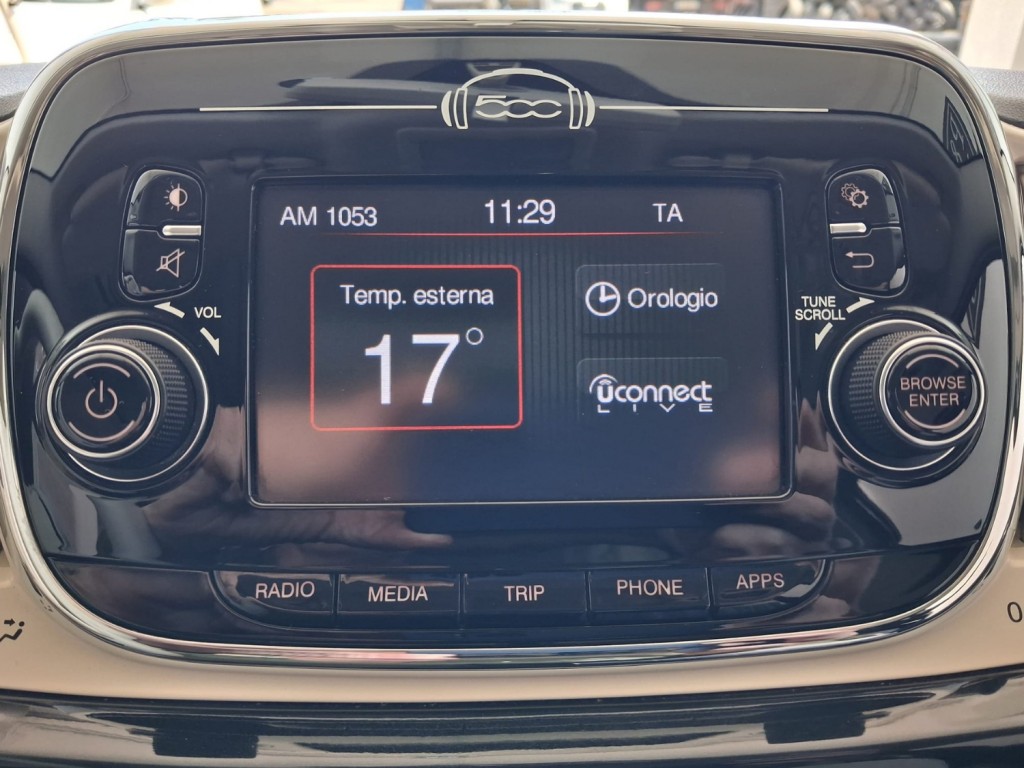 500
AM 1053 11:29 TA
Temp. esterna
17°
Orologio
uconnect
LIVE
VOL
TUNE
SCROLL
BROWSE
ENTER
RADIO
MEDIA
TRIP
PHONE
APPS
0